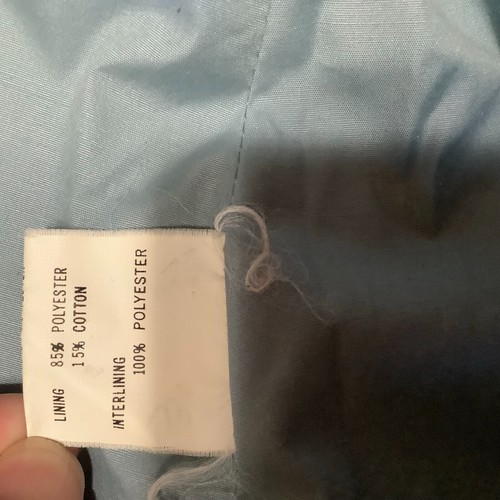 LINING 85% POLYESTER
15% COTTON
INTERLINING
100% POLYESTER